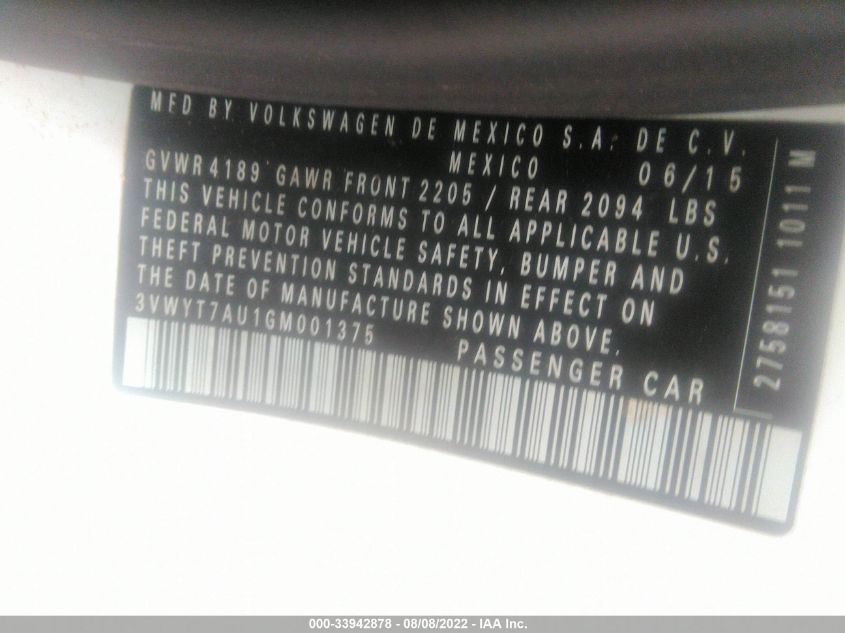 MFD BY VOLKSWAGEN DE MEXICO S.A. DE C.V.
MEXICO 06/15
GVWR 4189 GAWR FRONT 2205 / REAR 2094 LBS
THIS VEHICLE CONFORMS TO ALL APPLICABLE U.S.
FEDERAL MOTOR VEHICLE SAFETY, BUMPER AND
THEFT PREVENTION STANDARDS IN EFFECT ON
THE DATE OF MANUFACTURE SHOWN ABOVE.
3VWYT7AU1GM001375
PASSENGER CAR
2758151 1011 M
000-33942878 - 08/08/2022 - IAA Inc.